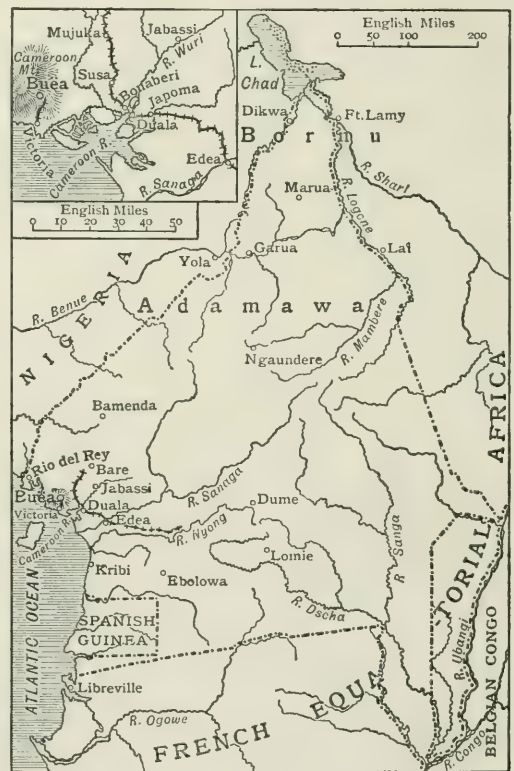 English Miles
0 50 100 200
L. Chad
Dikwa
Ft. Lamy
Bornu
R. Shari
Marua
R. Logone
Laï
Yola
Garua
Adamawa
R. Benue
NIGERIA
R. Mambere
Ngaundere
Bamenda
Rio del Rey
Bare
Buëa
Jabassi
Victoria
Duala
Cameroon R.
Edea
R. Sanaga
Dume
R. Nyong
Lomie
R. Sanga
Kribi
Ebolowa
R. Dscha
SPANISH
GUINEA
ATLANTIC OCEAN
Libreville
R. Ogowe
FRENCH EQUA
-TORIAL
AFRICA
R. Ubangi
BELGIAN CONGO
R. Congo
Mujuka
Jabassi
Cameroon
Mt.
R. Wuri
Susa
Buëa
Bonaberi
Japoma
Duala
Victoria
Cameroon R.
Edea
R. Sanaga
English Miles
0 10 20 30 40 50